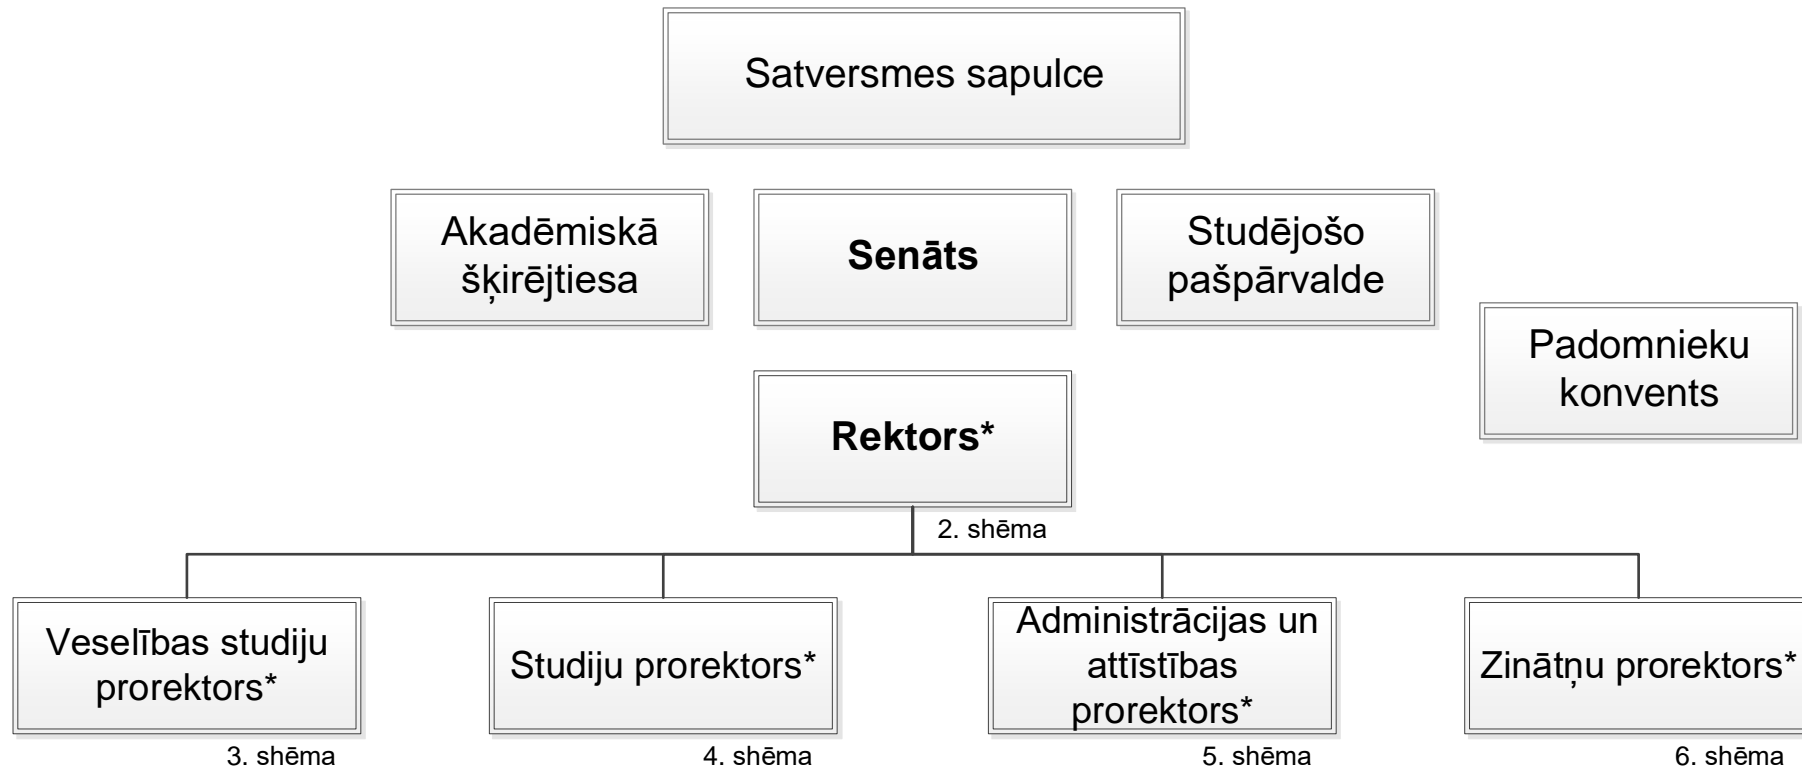 Satversmes sapulce
Akadēmiskā
šķirējtiesa
Senāts
Studējošo
pašpārvalde
Padomnieku
konvents
Rektors*
2. shēma
Veselības studiju
prorektors*
3. shēma
Studiju prorektors*
4. shēma
Administrācijas un
attīstības
prorektors*
5. shēma
Zinātņu prorektors*
6. shēma